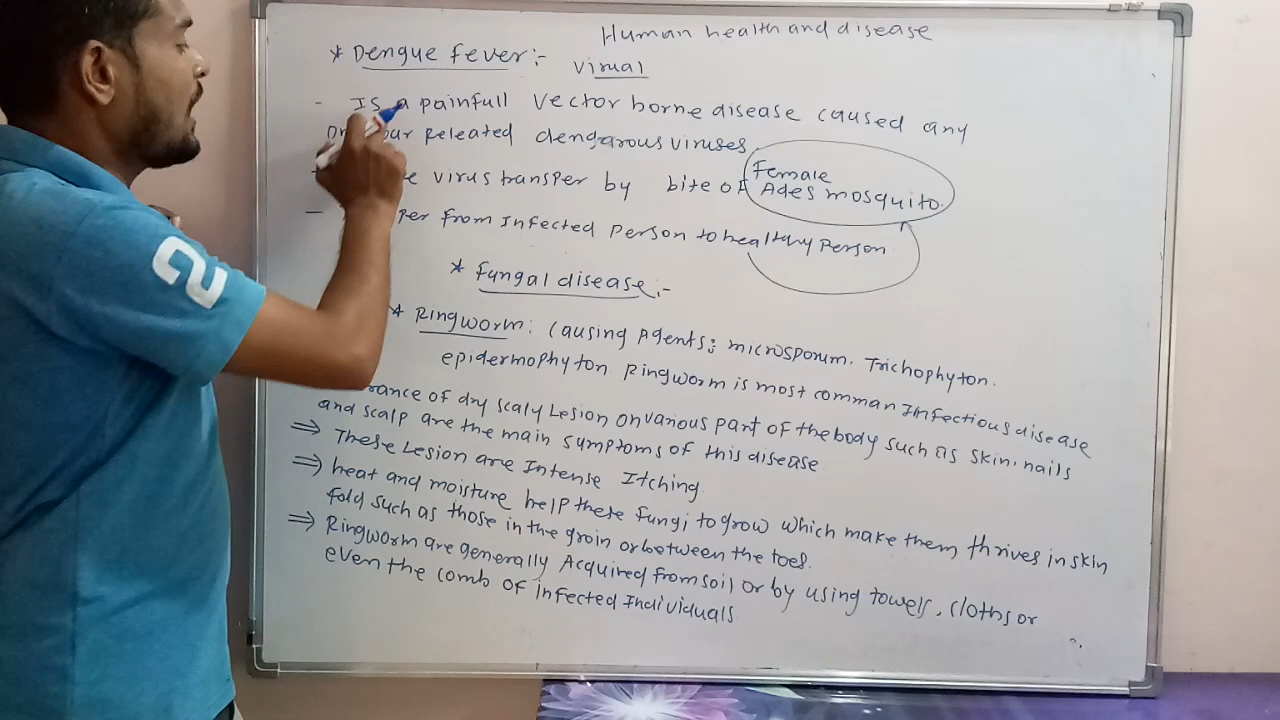 Human health and disease
* Dengue fever:-
Virual
- Is a painfull Vector borne disease caused any
our Releated dengarous viruses.
virus transper by bite of Female Ades mosquito.
- per from Infected Person to healthy Person
* Fungal disease:-
* Ringworm: Causing Agents: microsporum. Trichophyton.
epidermophyton Ringworm is most comman Infectious disease
rance of dry scaly Lesion on various part of the body such as skin, nails
and scalp are the main symptoms of this disease
⇒ These Lesion are Intense Itching.
⇒ heat and moisture help these fungi to grow which make them thrives in skin
fold such as those in the groin or between the toes.
⇒ Ringworm are generally Acquired from soil or by using towels, cloths or
even the comb of infected Individuals
2